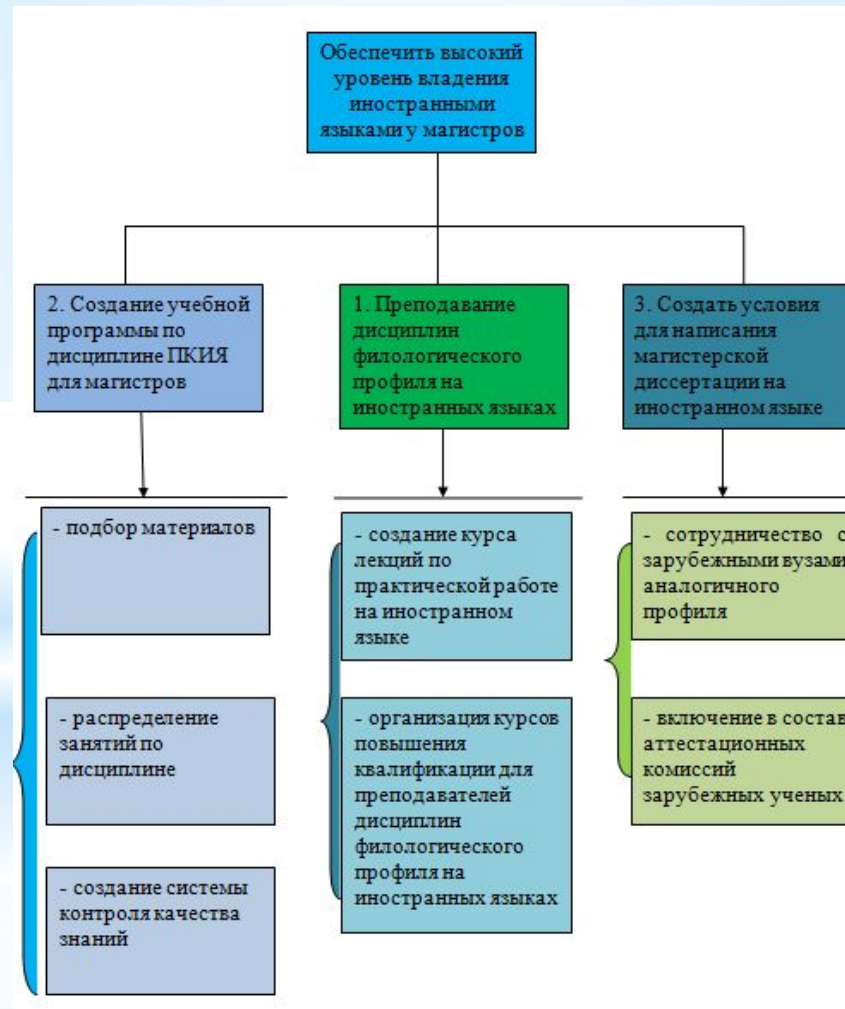 Обеспечить высокий
уровень владения
иностранными
языками у магистров
2. Создание учебной
программы по
дисциплине ПКИЯ
для магистров
1. Преподавание
дисциплин
филологического
профиля на
иностранных языках
3. Создать условия
для написания
магистерской
диссертации на
иностранном языке
- подбор материалов
- распределение
занятий по
дисциплине
- создание системы
контроля качества
знаний
- создание курса
лекций по
практической работе
на иностранном
языке
- организация курсов
повышения
квалификации для
преподавателей
дисциплин
филологического
профиля на
иностранных языках
- сотрудничество с
зарубежными вузами
аналогичного
профиля
- включение в состав
аттестационных
комиссий
зарубежных ученых